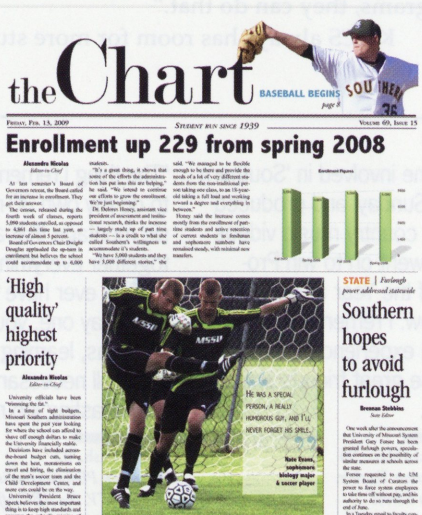 the Chart
BASEBALL BEGINS
page 8
SOUTHERN
36
FRIDAY, FEB. 13, 2009
STUDENT RUN SINCE 1939
VOLUME 69, ISSUE 15
Enrollment up 229 from spring 2008
Alexandra Nicolas
Editor-in-Chief
At last semester's Board of
Governors retreat, the Board called
for an increase in enrollment. They
got their answer.
The census, released during the
fourth week of classes, reports
5,090 students enrolled, as opposed
to 4,861 this time last year, an
increase of almost 5 percent.
Board of Governors Chair Dwight
Douglas applauded the up-turn in
enrollment but believes the school
could accommodate up to 6,000
students.
"It's a great thing, it shows that
some of the efforts the administra-
tion has put into this are helping,"
he said. "We intend to continue
our efforts to grow the enrollment.
We're just beginning."
Dr. Delores Honey, assistant vice
president of assessment and institu-
tional research, thinks the increase
— largely made up of part time
students — is a credit to what she
called Southern's willingness to
accommodate it's students.
"We have 5,000 students and they
have 5,000 different stories," she
said. "We managed to be flexible
enough to be there and provide the
needs of a lot of very different stu-
dents from the non-traditional per-
son taking one class, to an 18-year-
old taking a full load and working
toward a degree and everything in
between."
Honey said the increase comes
mostly from the enrollment of part-
time students and active retention
of current students as freshman
and sophomore numbers have
remained steady, with minimal new
transfers.
Enrollment Figures
'High
quality'
highest
priority
Alexandra Nicolas
Editor-in-Chief
University officials have been
"trimming the fat."
In a time of tight budgets,
Missouri Southern administration
have spent the past year looking
for where the school can afford to
shave off enough dollars to make
the University financially stable.
Decisions have included across-
the-board budget cuts, turning
down the heat, moratoriums on
travel and hiring, the elimination
of the men's soccer team and the
Child Development Center, and
more cuts could be on the way.
University President Bruce
Speck believes the most important
thing is to keep high standards and
MSSU
MSSU
HE WAS A SPECIAL
PERSON, A REALLY
HUMOROUS GUY, AND I'LL
NEVER FORGET HIS SMILE.
Nate Evans,
sophomore
biology major
& soccer player
STATE | Furlough
power addressed statewide
Southern
hopes
to avoid
furlough
Brennan Stebbins
State Editor
One week after the announcement
that University of Missouri System
President Gary Forsee has been
granted furlough powers, specula-
tion continues on the possibility of
similar measures at schools across
the state.
Forsee requested to the UM
System Board of Curators the
power to force system employees
to take time off without pay, and his
authority to do so runs through the
end of June.